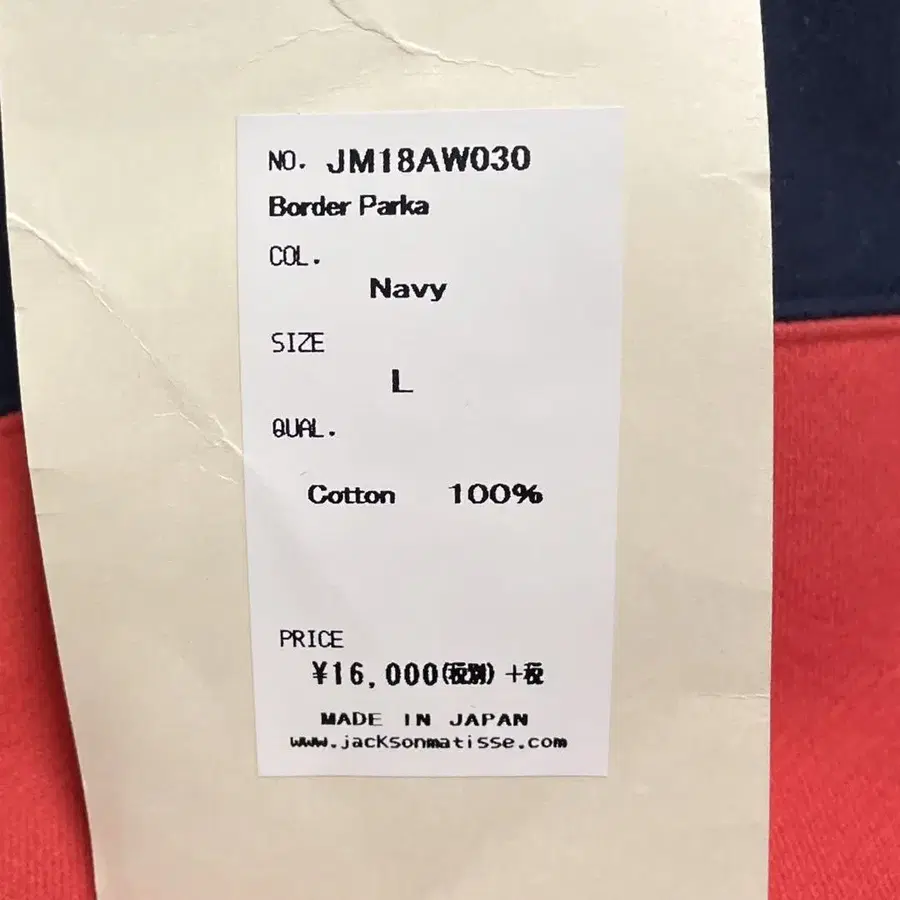 NO. JM18AW030
Border Parka
COL.
Navy
SIZE
L
QUAL.
Cotton 100%
PRICE
¥16,000(税別) +税
MADE IN JAPAN
www.jacksonmatisse.com